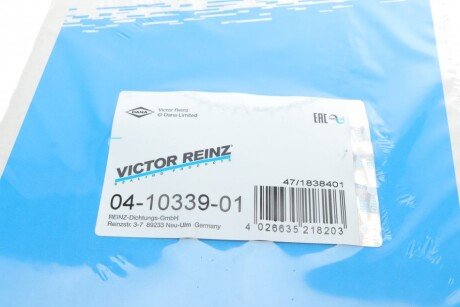 DANA
Victor Reinz
© Dana Limited
EAC
VICTOR REINZ
SEALING PRODUCTS
47/1838401
04-10339-01
REINZ-Dichtungs-GmbH
Reinzstr. 3-7 89233 Neu-Ulm Germany
4 026635 218203